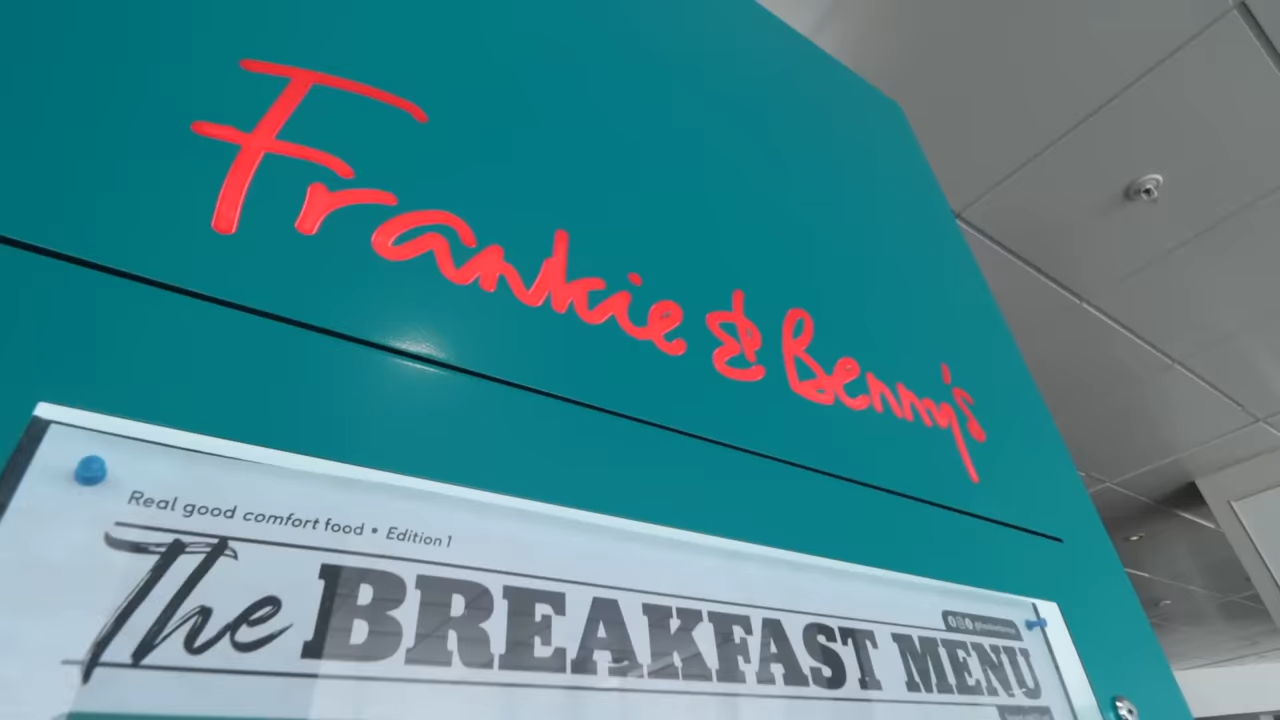 Frankie & Benny's
Real good comfort food • Edition 1
The BREAKFAST MENU